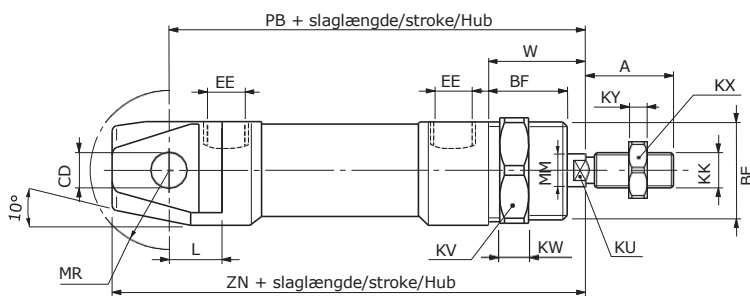 PB + slaglængde/stroke/Hub
W
A
EE
EE
BF
KY
KX
CD
MM
KK
BE
10°
L
KV
KW
KU
MR
ZN + slaglængde/stroke/Hub